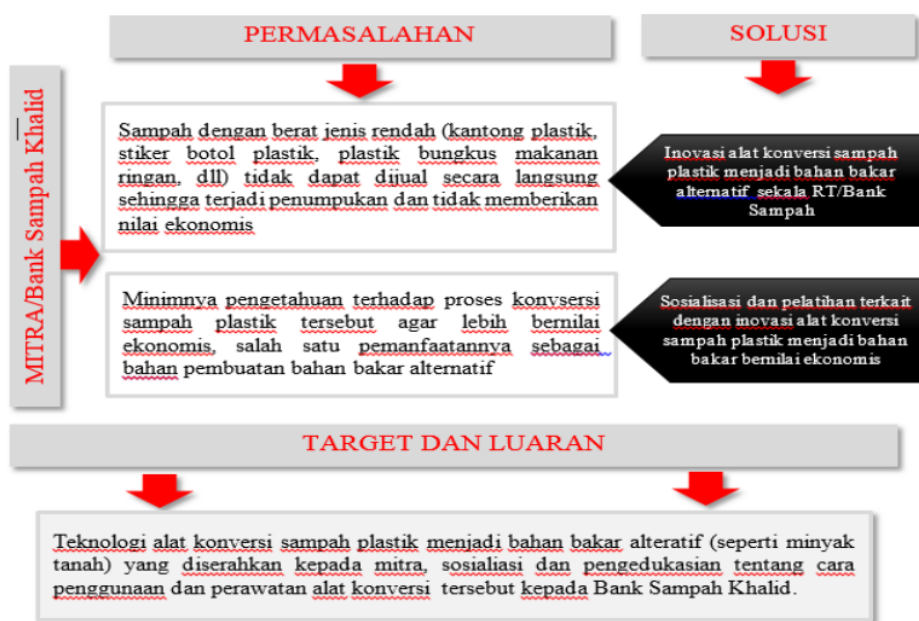 PERMASALAHAN
SOLUSI
MITRA/Bank Sampah Khalid
Sampah dengan berat jenis rendah (kantong plastik,
stiker botol plastik, plastik bungkus makanan
ringan, dll) tidak dapat dijual secara langsung
sehingga terjadi penumpukan dan tidak memberikan
nilai ekonomis
Inovasi alat konversi sampah
plastik menjadi bahan bakar
alternatif sekala RT/Bank
Sampah
Minimnya pengetahuan terhadap proses konvsersi
sampah plastik tersebut agar lebih bernilai
ekonomis, salah satu pemanfaatannya sebagai
bahan pembuatan bahan bakar alternatif
Sosialisasi dan pelatihan terkait
dengan inovasi alat konversi
sampah plastik menjadi bahan
bakar bernilai ekonomis
TARGET DAN LUARAN
Teknologi alat konversi sampah plastik menjadi bahan bakar alteratif (seperti minyak
tanah) yang diserahkan kepada mitra, sosialiasi dan pengedukasian tentang cara
penggunaan dan perawatan alat konversi tersebut kepada Bank Sampah Khalid.